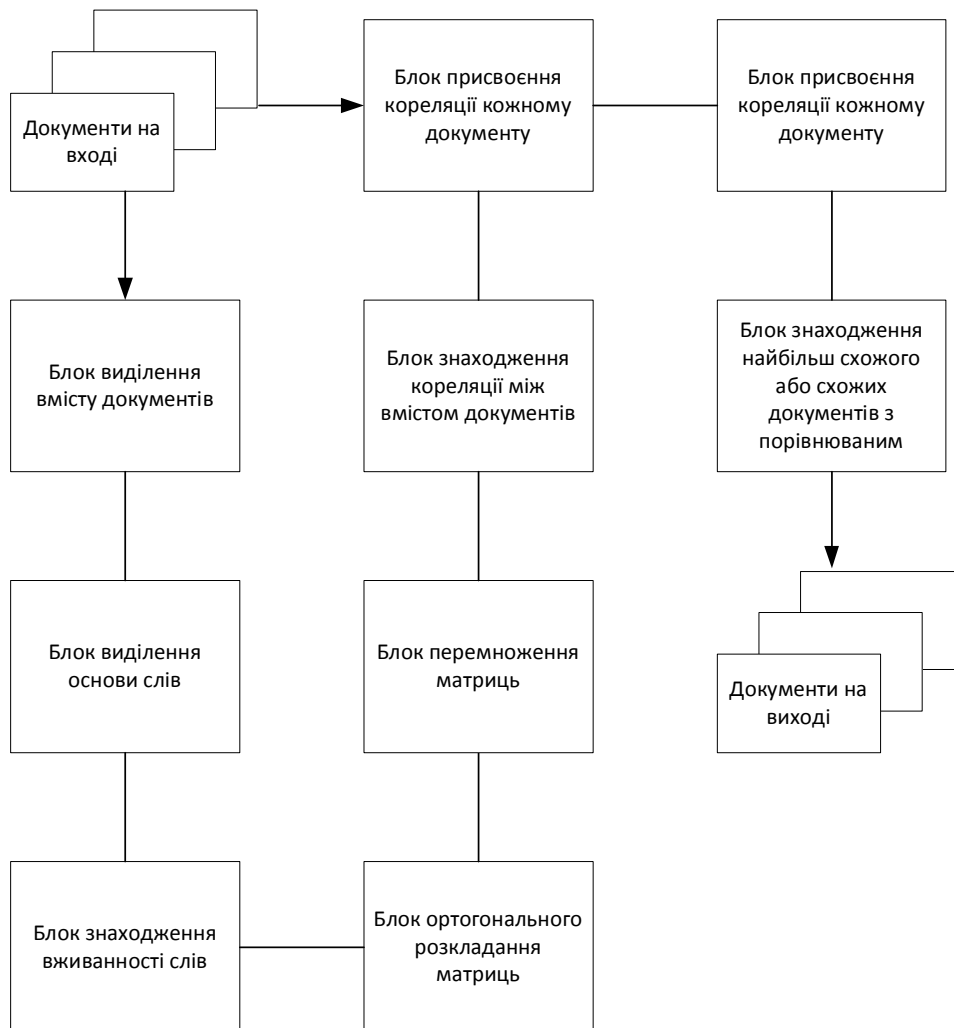 Документи на
вході
Блок присвоєння
кореляції кожному
документу
Блок присвоєння
кореляції кожному
документу
Блок виділення
вмісту документів
Блок знаходження
кореляції між
вмістом документів
Блок знаходження
найбільш схожого
або схожих
документів з
порівнюваним
Блок виділення
основи слів
Блок перемноження
матриць
Документи на
виході
Блок знаходження
вживанності слів
Блок ортогонального
розкладання
матриць